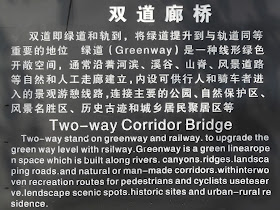 双道廊桥
双道即绿道和轨到，将绿道提升到与轨道同等
重要的地位 绿道（Greenway）是一种线形绿色
开敞空间，通常沿着河滨、溪谷、山脊、风景道路
等自然和人工走廊建立，内设可供行人和骑车者进
入的景观游憩线路，连接主要的公园、自然保护区、
风景名胜区、历史古迹和城乡居民聚居区等
Two-way Corridor Bridge
Two-way stand on greenway and railway. to upgrade the
green way level with rsilway.Greenway is a green linearope
n space which is built along rivers. canyons.ridges.landsca
ping roads.and natural or man-made corridors.withinterwo
ven recreation routes for pedestrians and cyclists usetese
ve.landscape scenic spots.historic sites and urban-rural re
sidence.